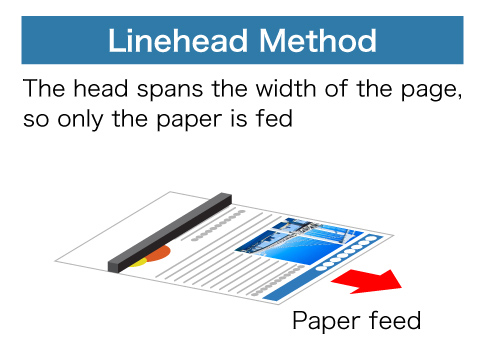 Linehead Method
The head spans the width of the page,
so only the paper is fed
Paper feed